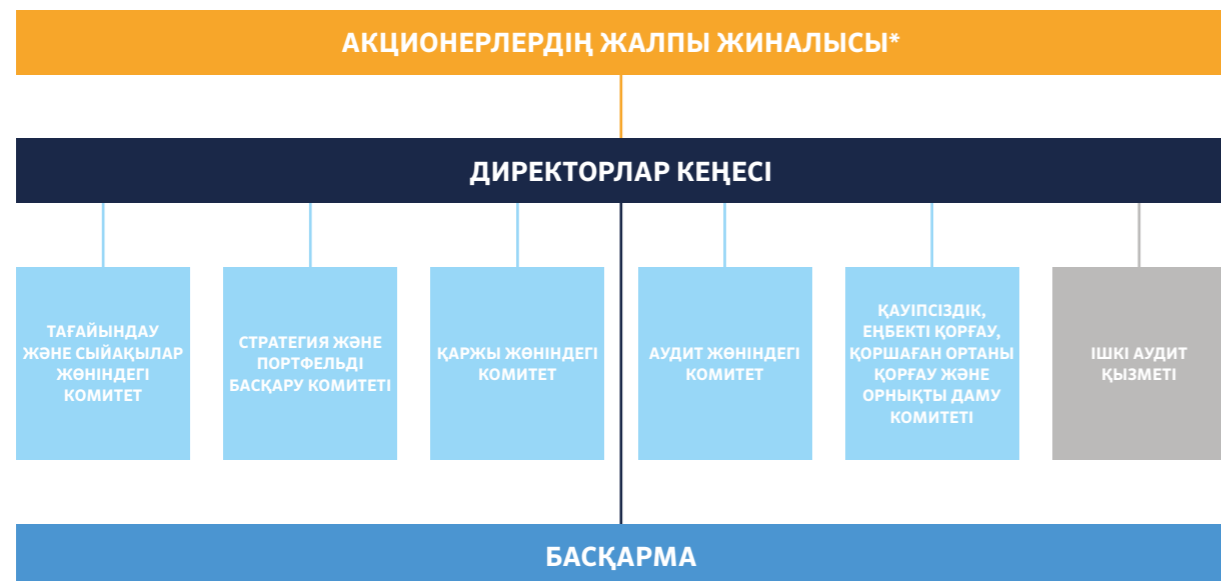 АКЦИОНЕРЛЕРДІҢ ЖАЛПЫ ЖИНАЛЫСЫ*
ДИРЕКТОРЛАР КЕҢЕСІ
ТАҒАЙЫНДАУ
ЖӘНЕ СЫЙАҚЫЛАР
ЖӨНІНДЕГІ
КОМИТЕТ
СТРАТЕГИЯ ЖӘНЕ
ПОРТФЕЛЬДІ
БАСҚАРУ КОМИТЕТІ
ҚАРЖЫ ЖӨНІНДЕГІ
КОМИТЕТ
АУДИТ ЖӨНІНДЕГІ
КОМИТЕТ
ҚАУІПСІЗДІК,
ЕҢБЕКТІ ҚОРҒАУ,
ҚОРШАҒАН ОРТАНЫ
ҚОРҒАУ ЖӘНЕ
ОРНЫҚТЫ ДАМУ
КОМИТЕТІ
ІШКІ АУДИТ
ҚЫЗМЕТІ
БАСҚАРМА